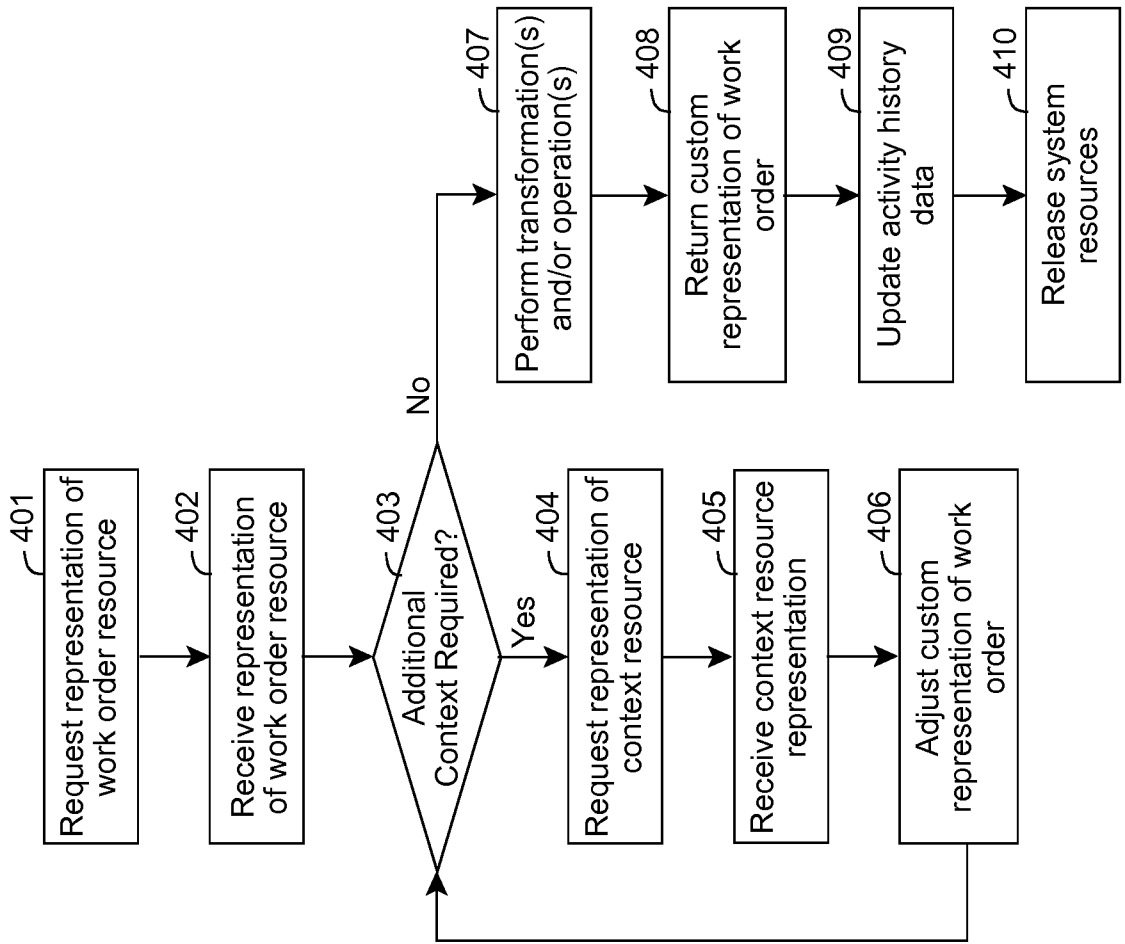 401
Request representation of
work order resource
402
Receive representation
of work order resource
403
Additional
Context Required?
No
Yes
404
Request representation of
context resource
405
Receive context resource
representation
406
Adjust custom
representation of work
order
407
Perform transformation(s)
and/or operation(s)
408
Return custom
representation of work
order
409
Update activity history
data
410
Release system
resources